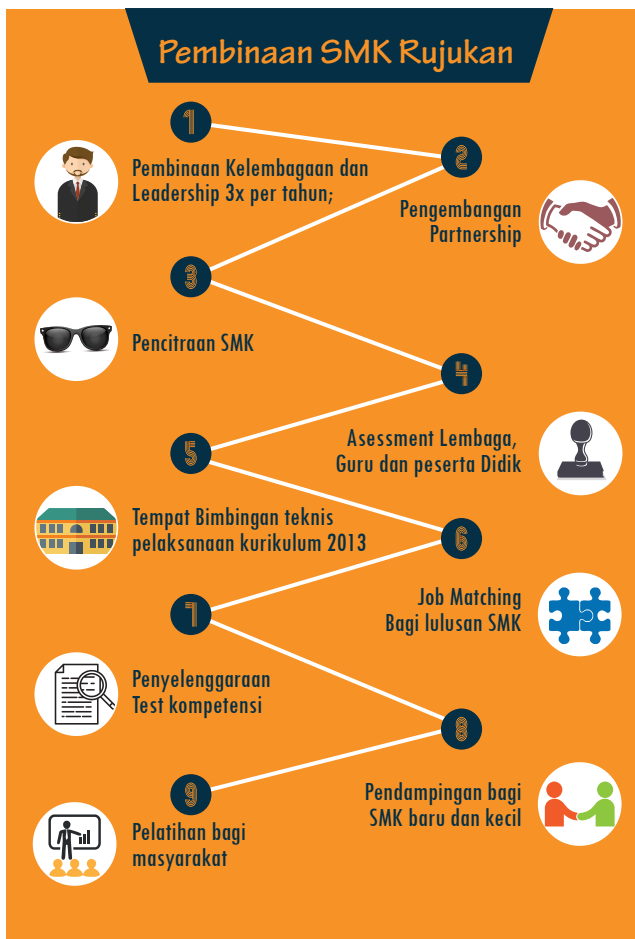 Pembinaan SMK Rujukan
1
Pembinaan Kelembagaan dan
Leadership 3x per tahun;
2
Pengembangan
Partnership
3
Pencitraan SMK
4
Asessment Lembaga,
Guru dan peserta Didik
5
Tempat Bimbingan teknis
pelaksanaan kurikulum 2013
6
Job Matching
Bagi lulusan SMK
7
Penyelenggaraan
Test kompetensi
8
Pendampingan bagi
SMK baru dan kecil
9
Pelatihan bagi
masyarakat